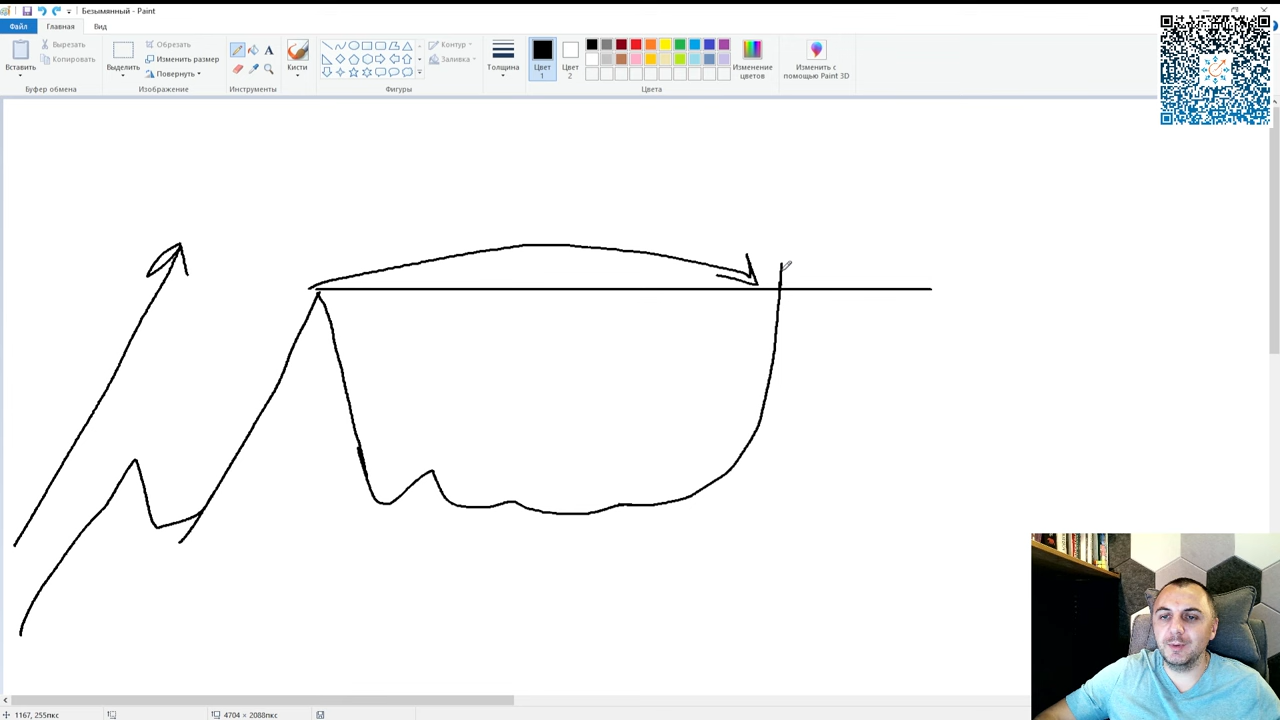 Безымянный - Paint
Файл
Главная
Вид
Вставить
Вырезать
Копировать
Буфер обмена
Выделить
Обрезать
Изменить размер
Повернуть
Изображение
A
Инструменты
Кисти
Контур
Заливка
Фигуры
Толщина
Цвет
1
Цвет
2
Изменение
цветов
Цвета
Изменить с
помощью Paint 3D
1167, 255пкс
4704 × 2088пкс